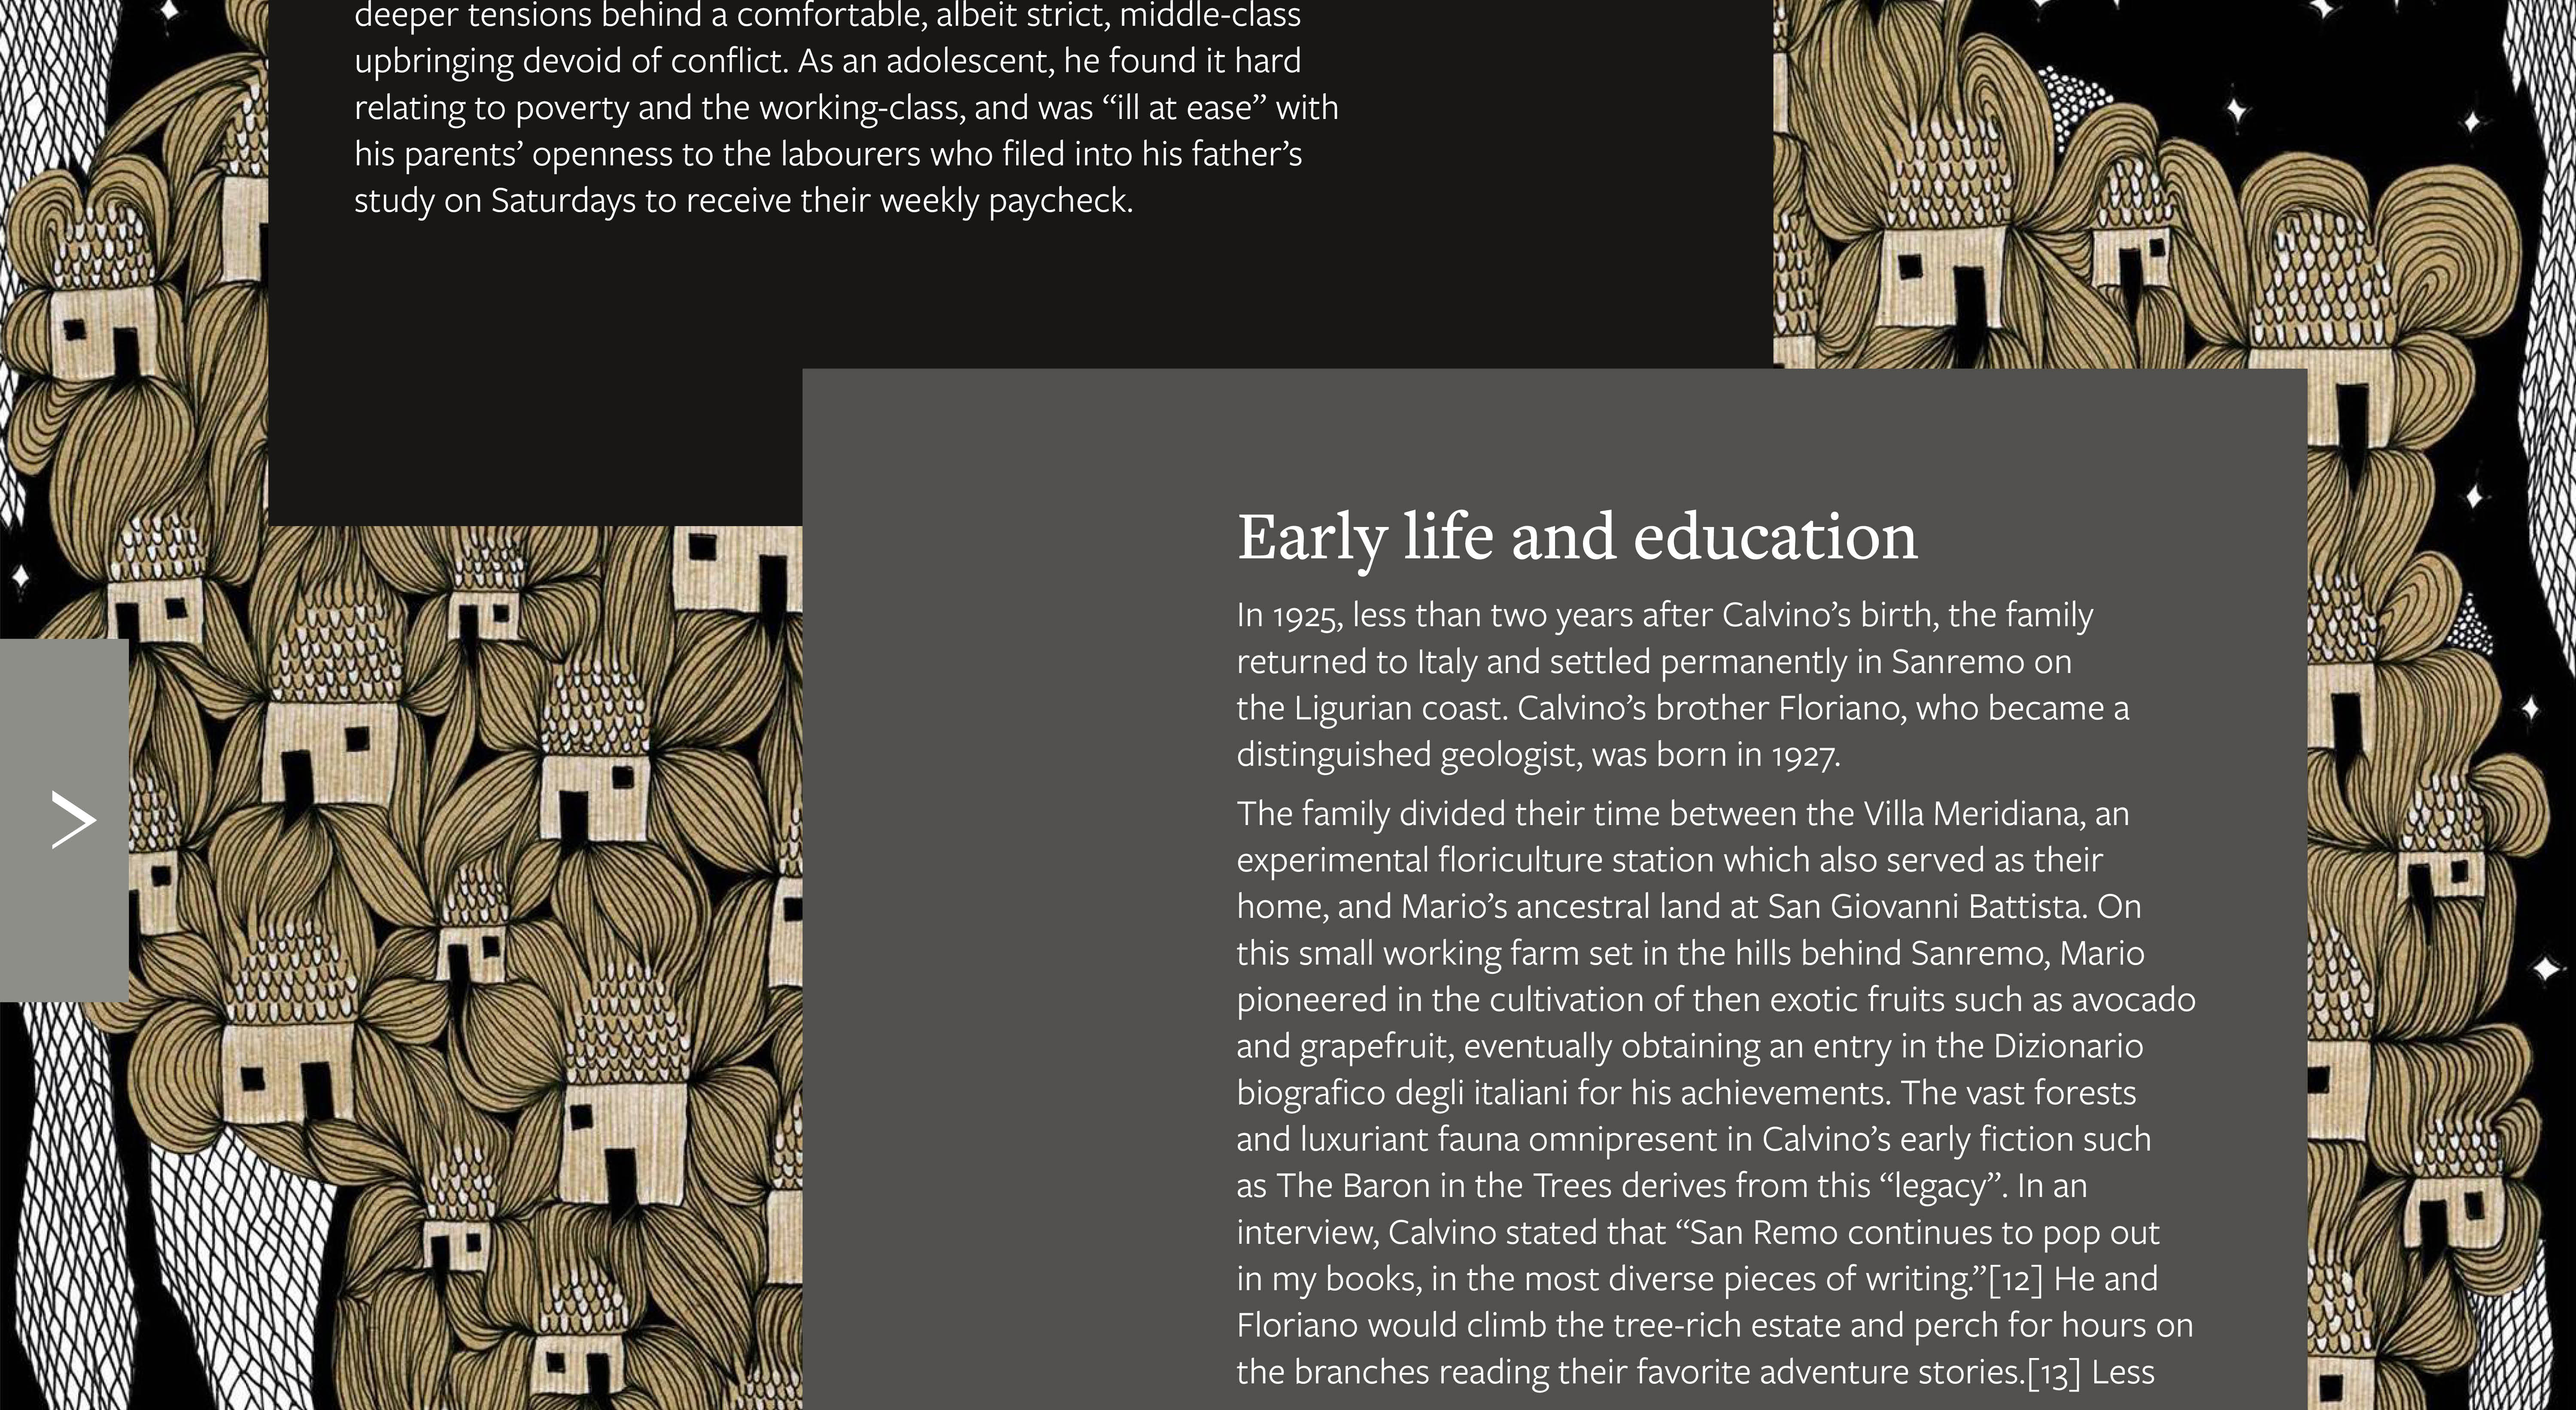 deeper tensions behind a comfortable, albeit strict, middle-class
upbringing devoid of conflict. As an adolescent, he found it hard
relating to poverty and the working-class, and was “ill at ease” with
his parents’ openness to the labourers who filed into his father’s
study on Saturdays to receive their weekly paycheck.
Early life and education
In 1925, less than two years after Calvino’s birth, the family
returned to Italy and settled permanently in Sanremo on
the Ligurian coast. Calvino’s brother Floriano, who became a
distinguished geologist, was born in 1927.
The family divided their time between the Villa Meridiana, an
experimental floriculture station which also served as their
home, and Mario’s ancestral land at San Giovanni Battista. On
this small working farm set in the hills behind Sanremo, Mario
pioneered in the cultivation of then exotic fruits such as avocado
and grapefruit, eventually obtaining an entry in the Dizionario
biografico degli italiani for his achievements. The vast forests
and luxuriant fauna omnipresent in Calvino’s early fiction such
as The Baron in the Trees derives from this “legacy”. In an
interview, Calvino stated that “San Remo continues to pop out
in my books, in the most diverse pieces of writing.”[12] He and
Floriano would climb the tree-rich estate and perch for hours on
the branches reading their favorite adventure stories.[13] Less